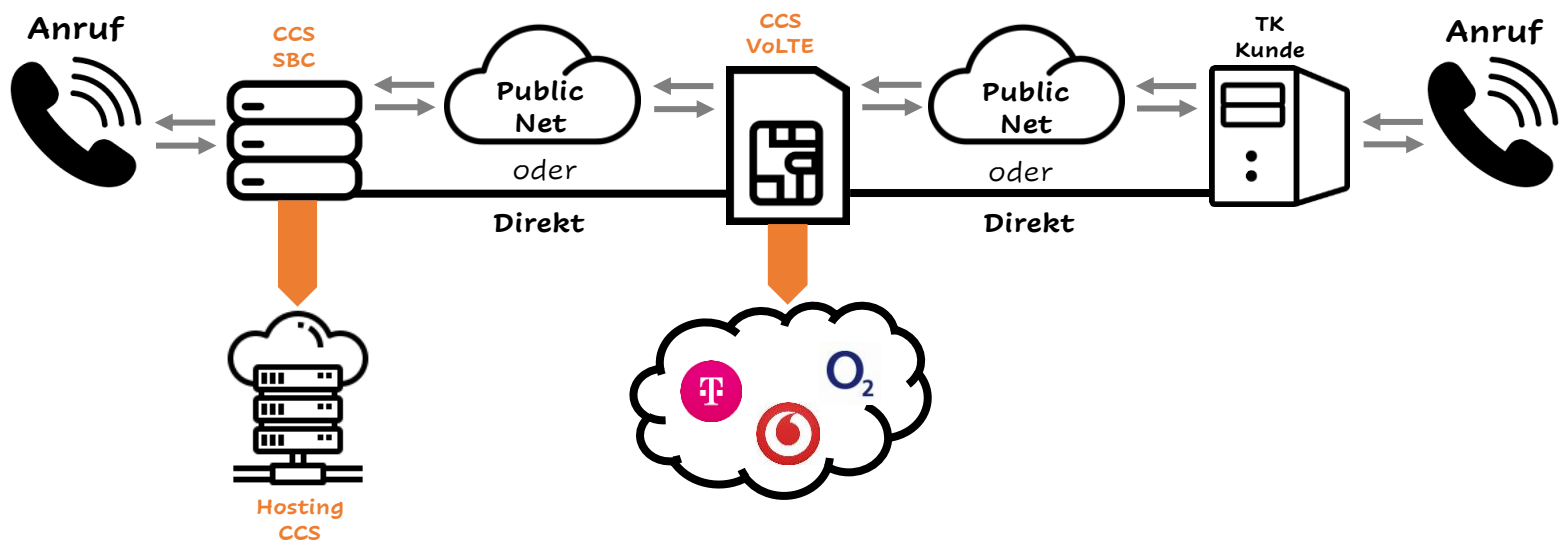 Anruf
CCS
SBC
Public
Net
oder
Direkt
CCS
VoLTE
Public
Net
oder
Direkt
TK
Kunde
Anruf
T
O2
Hosting
CCS